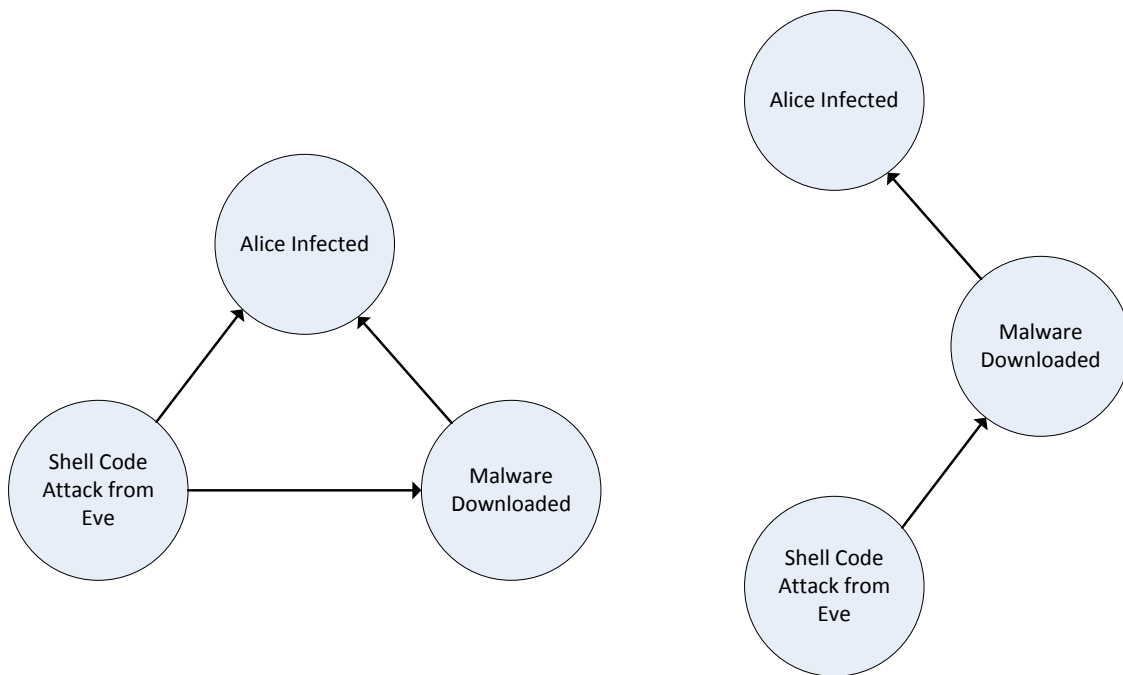 Alice Infected
Shell Code
Attack from
Eve
Malware
Downloaded
Alice Infected
Malware
Downloaded
Shell Code
Attack from
Eve